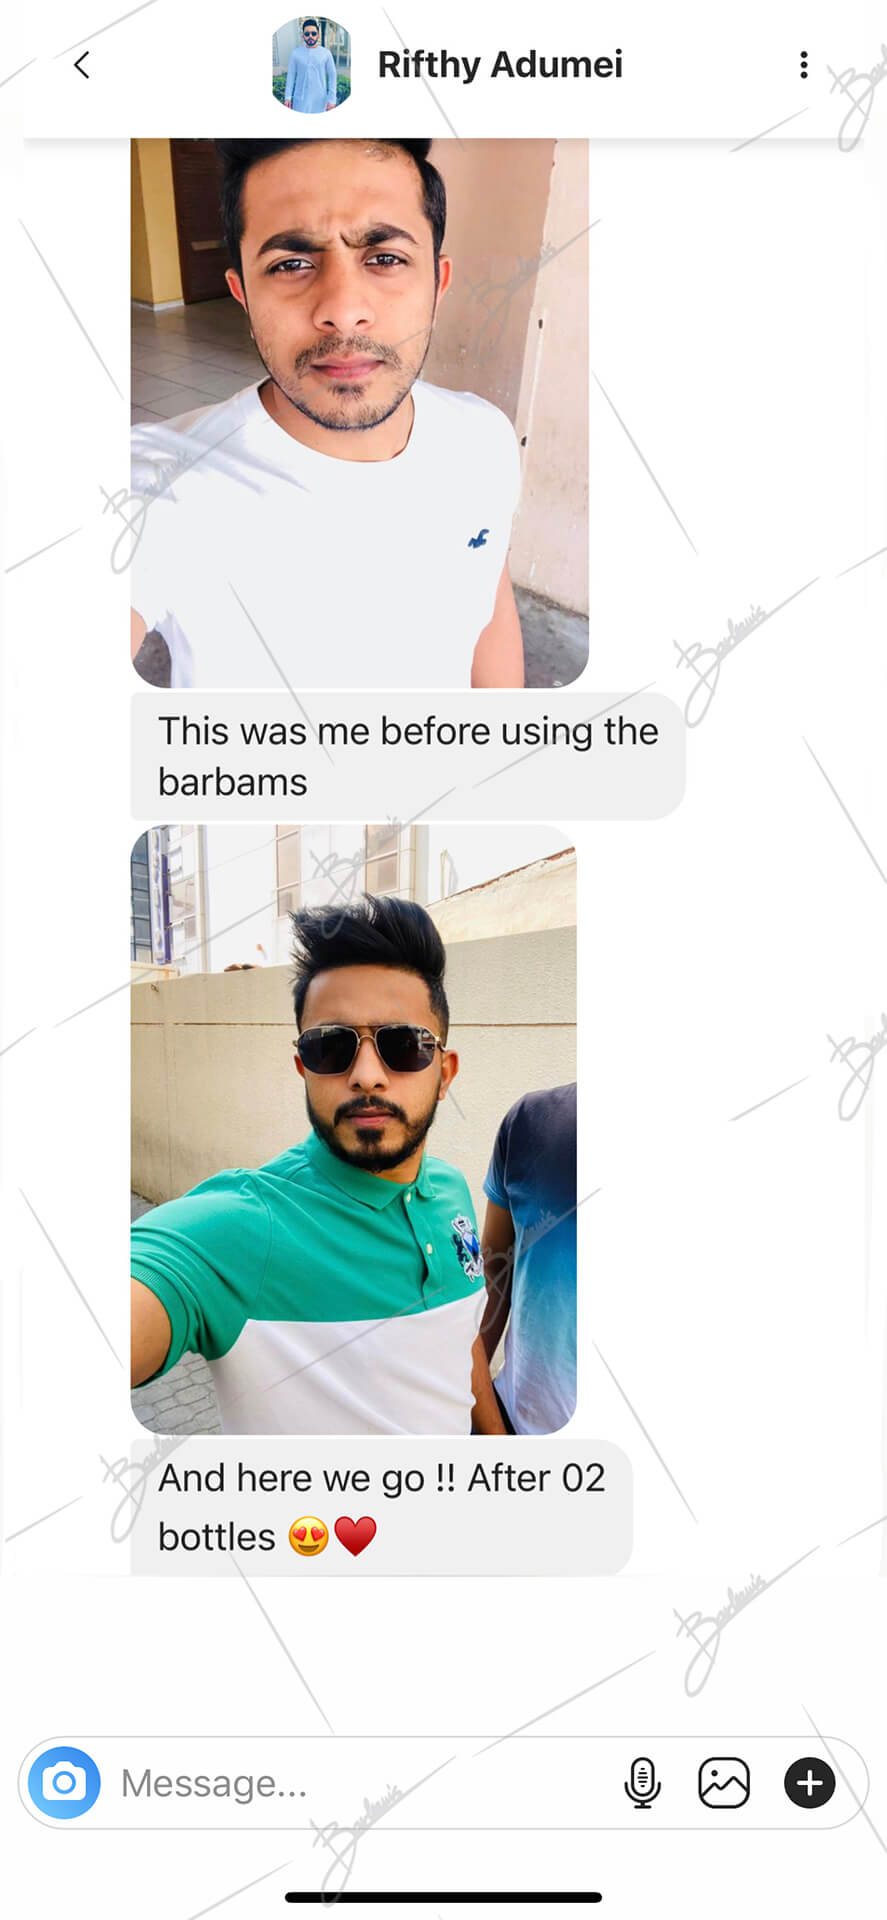 Rifthy Adumei
This was me before using the
barbams
And here we go !! After 02
bottles 😍♥️
Message...